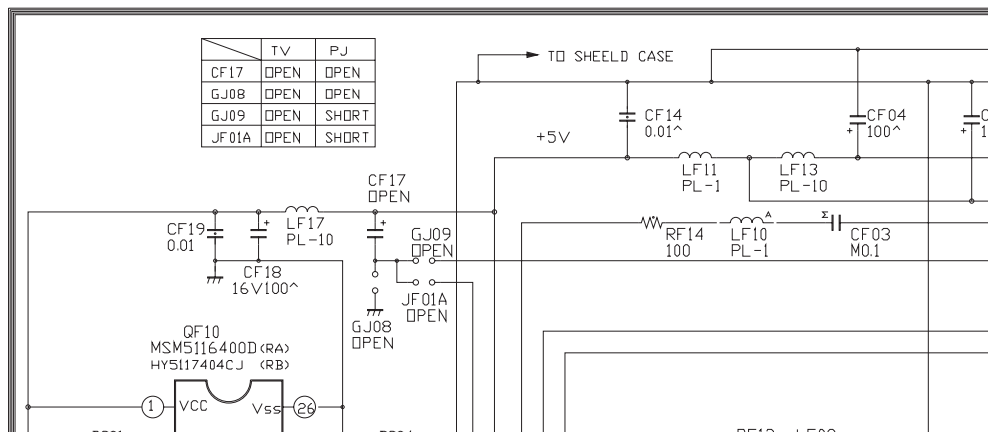 TV PJ
CF17 OPEN OPEN
GJ08 OPEN OPEN
GJ09 OPEN SHORT
JF01A OPEN SHORT
TO SHEELD CASE
+5V
CF14
0.01^
CF04
+ 100^
+
LF11
PL-1
LF13
PL-10
CF17
OPEN
+
CF19
0.01
+
LF17
PL-10
CF18
16V100^
GJ09
OPEN
JF01A
OPEN
GJ08
OPEN
RF14
100
A
LF10
PL-1
Σ
CF03
M0.1
QF10
MSM5116400D (RA)
HY5117404CJ (RB)
1 VCC
Vss 26